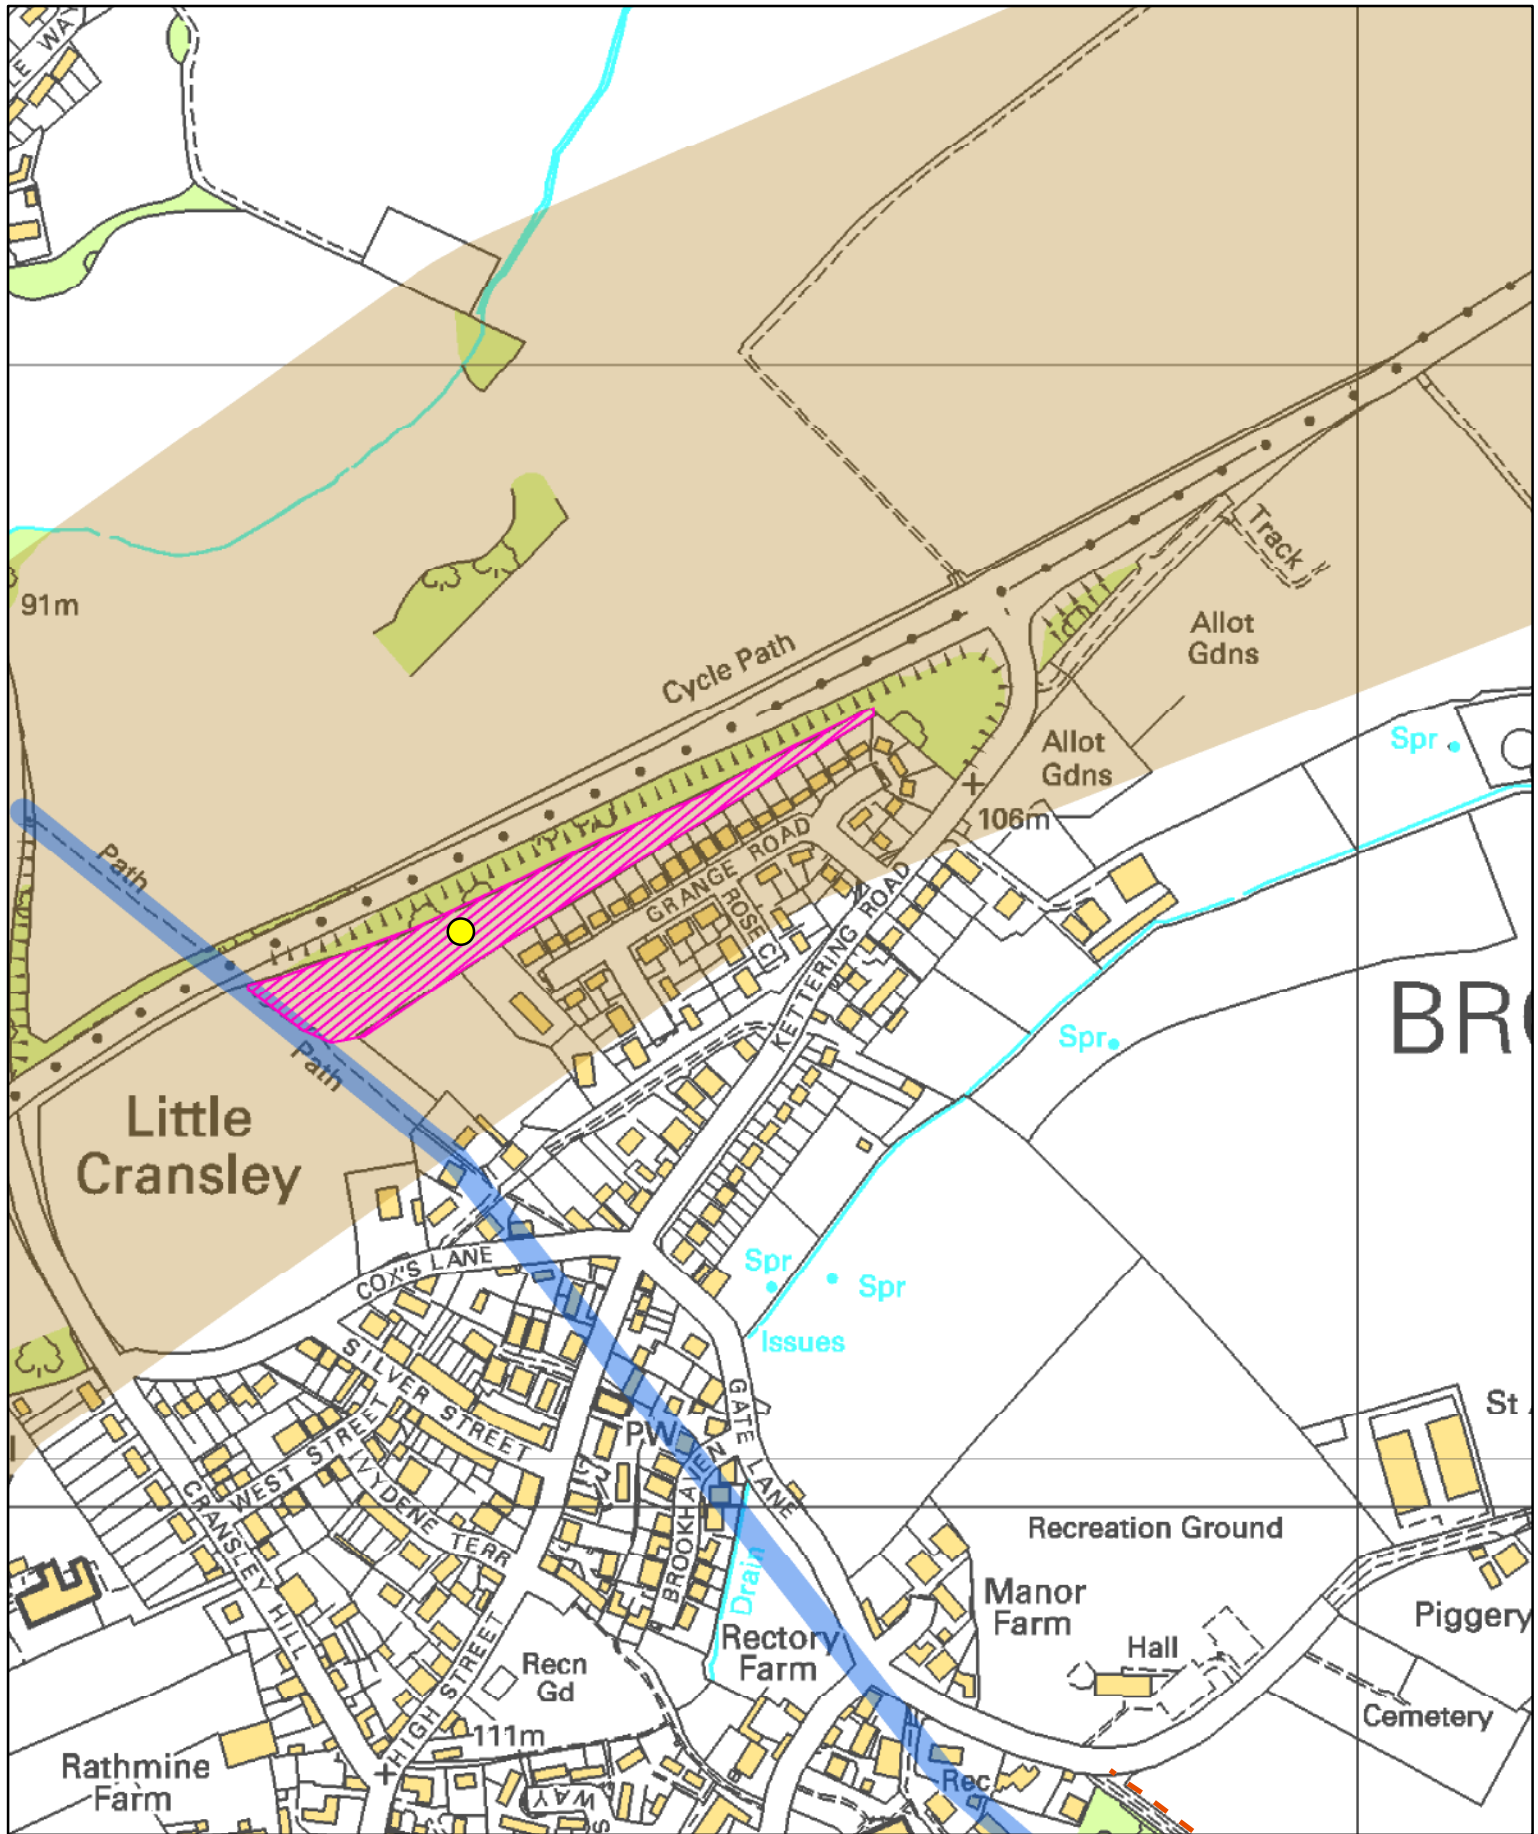 LE WAY
91m
Track
Allot
Gdns
Cycle Path
Allot
Gdns
Spr
106m
Path
GRANGE ROAD
ROSE CL
KETTERING ROAD
BR
Spr
Path
Little
Cransley
Spr
Spr
COX'S LANE
Issues
SILVER STREET
GATE LANE
St
PW
WEST STREET
IVYDENE TERR
CRANSLEY HILL
BROOKHAVEN
Recreation Ground
Drain
Manor
Farm
Piggery
Rectory
Farm
Hall
Recn
Gd
HIGH STREET
Cemetery
111m
Rathmine
Farm
Rec
WAY
S